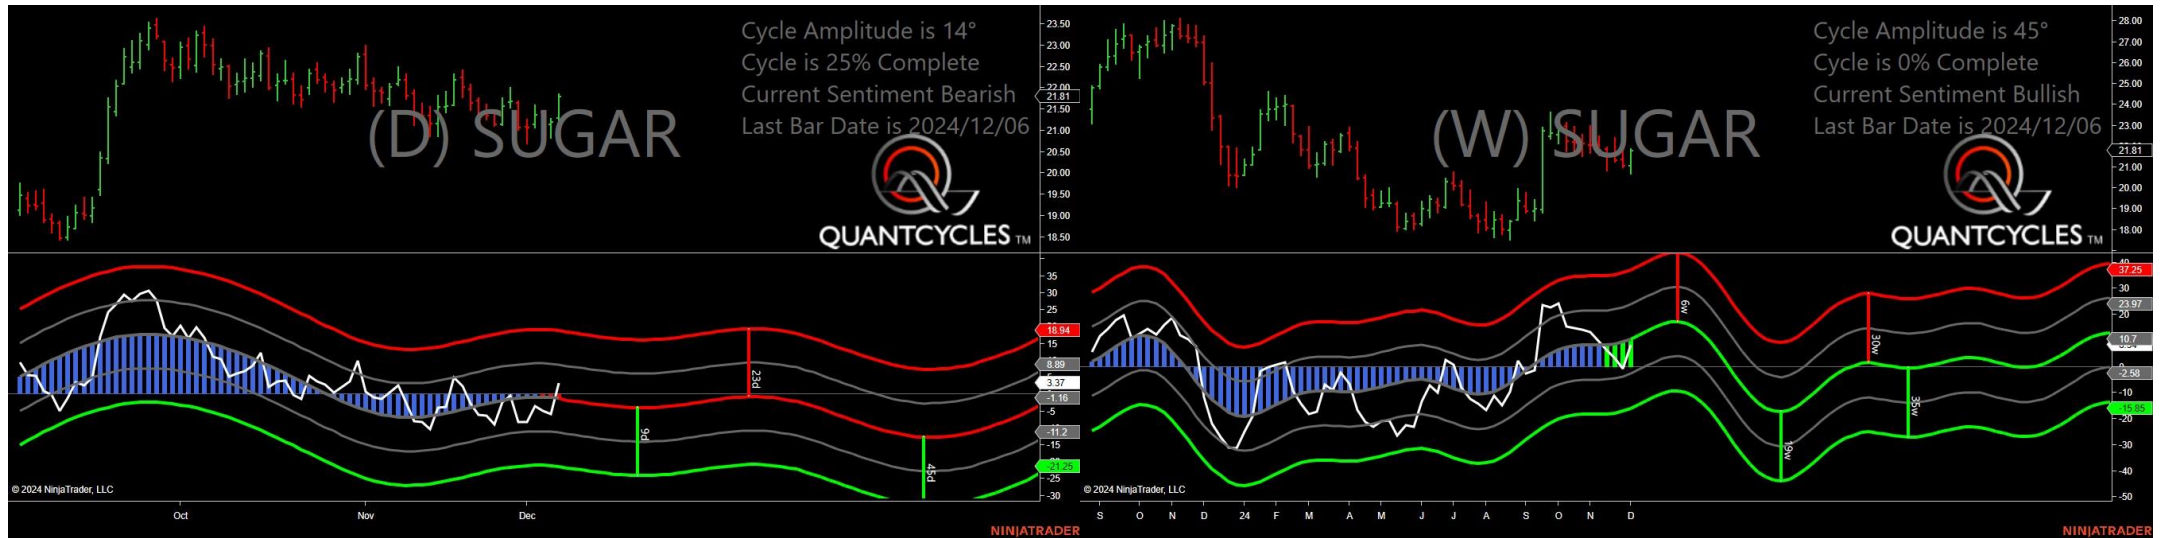 Cycle Amplitude is 14°
Cycle is 25% Complete
Current Sentiment Bearish
Last Bar Date is 2024/12/06
(D) SUGAR
QUANTCYCLES TM
23.50
23.00
22.50
22.00
21.81
21.50
21.00
20.50
20.00
19.50
19.00
18.50
35
30
25
18.94
15
8.89
3.37
-1.16
-5
-11.2
-15
-21.25
-25
-30
23d
9d
45d
© 2024 NinjaTrader, LLC
Oct Nov Dec
NINJATRADER
Cycle Amplitude is 45°
Cycle is 0% Complete
Current Sentiment Bullish
Last Bar Date is 2024/12/06
(W) SUGAR
QUANTCYCLES TM
28.00
27.00
26.00
25.00
24.00
23.00
21.81
21.00
20.00
19.00
18.00
40
37.25
30
23.97
20
10.7
-2.58
-10
-15.85
-20
-30
-40
-50
6w
30w
35w
19w
© 2024 NinjaTrader, LLC
S O N D 24 F M A M J J A S O N D
NINJATRADER